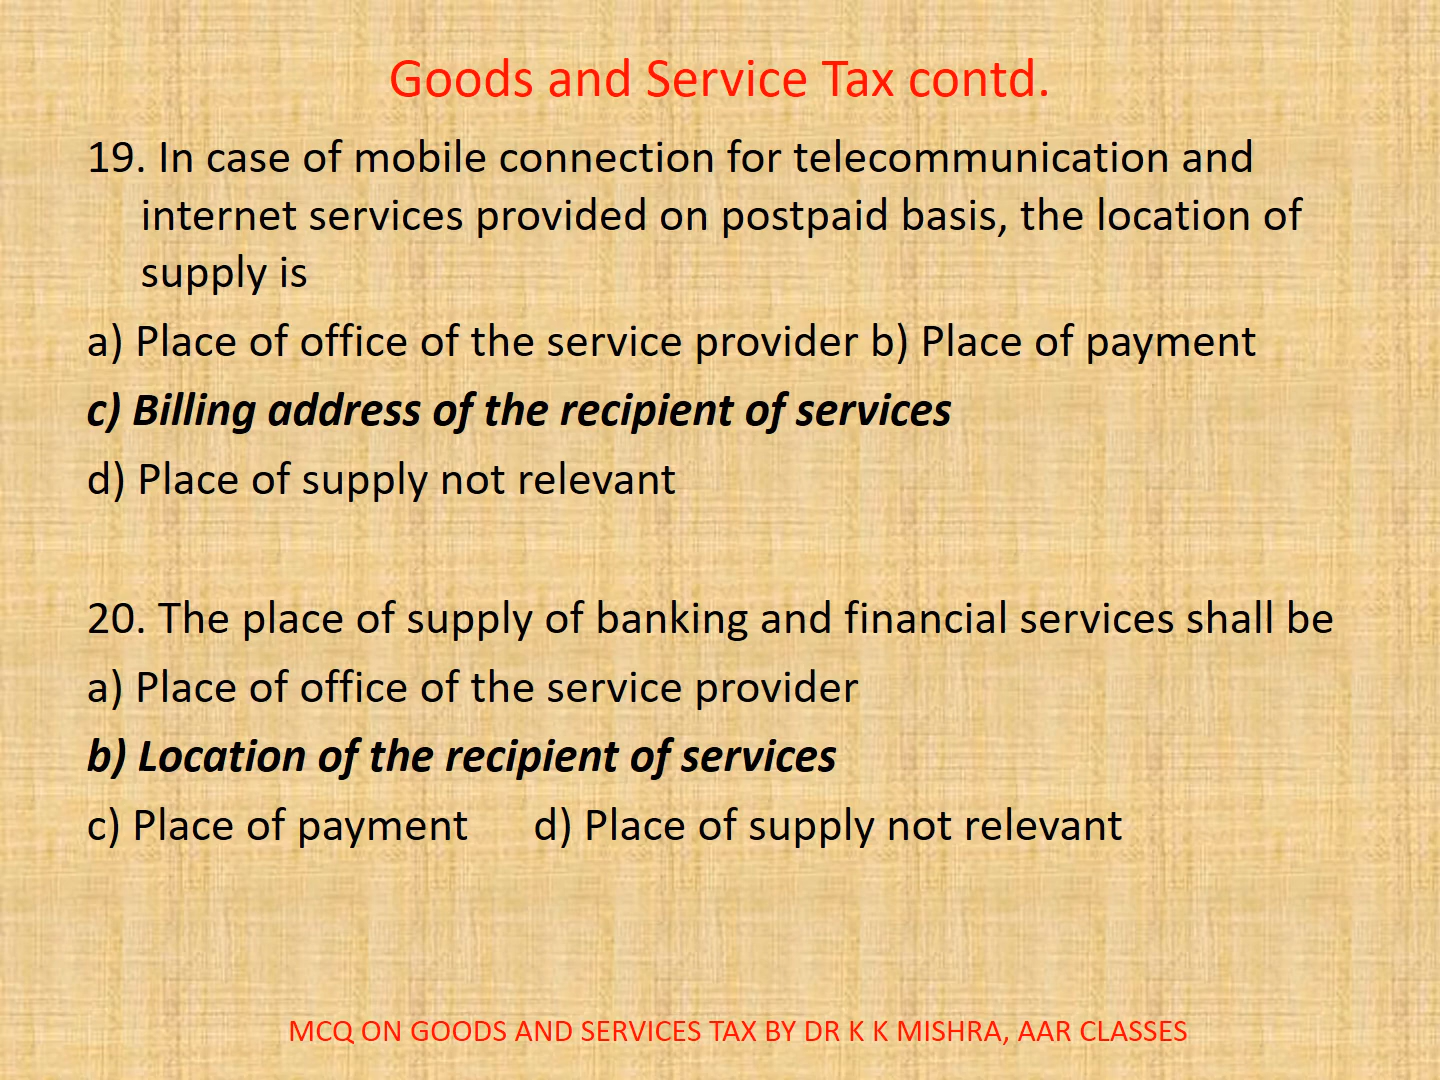 Goods and Service Tax contd.
19. In case of mobile connection for telecommunication and
internet services provided on postpaid basis, the location of
supply is
a) Place of office of the service provider b) Place of payment
c) Billing address of the recipient of services
d) Place of supply not relevant
20. The place of supply of banking and financial services shall be
a) Place of office of the service provider
b) Location of the recipient of services
c) Place of payment d) Place of supply not relevant
MCQ ON GOODS AND SERVICES TAX BY DR K K MISHRA, AAR CLASSES